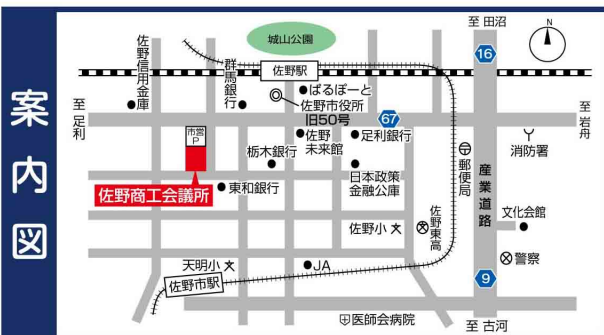 案内図
至 田沼
N
城山公園
16
佐野信用金庫
群馬銀行
佐野駅
ぱるぽーと
佐野市役所
至 足利
旧50号
67
至 岩舟
市営
P
佐野
未来館
足利銀行
消防署
栃木銀行
郵便局
産業道路
日本政策
金融公庫
佐野商工会議所
東和銀行
文化会館
佐野小
佐野東高
警察
天明小
JA
9
佐野市駅
医師会病院
至 古河